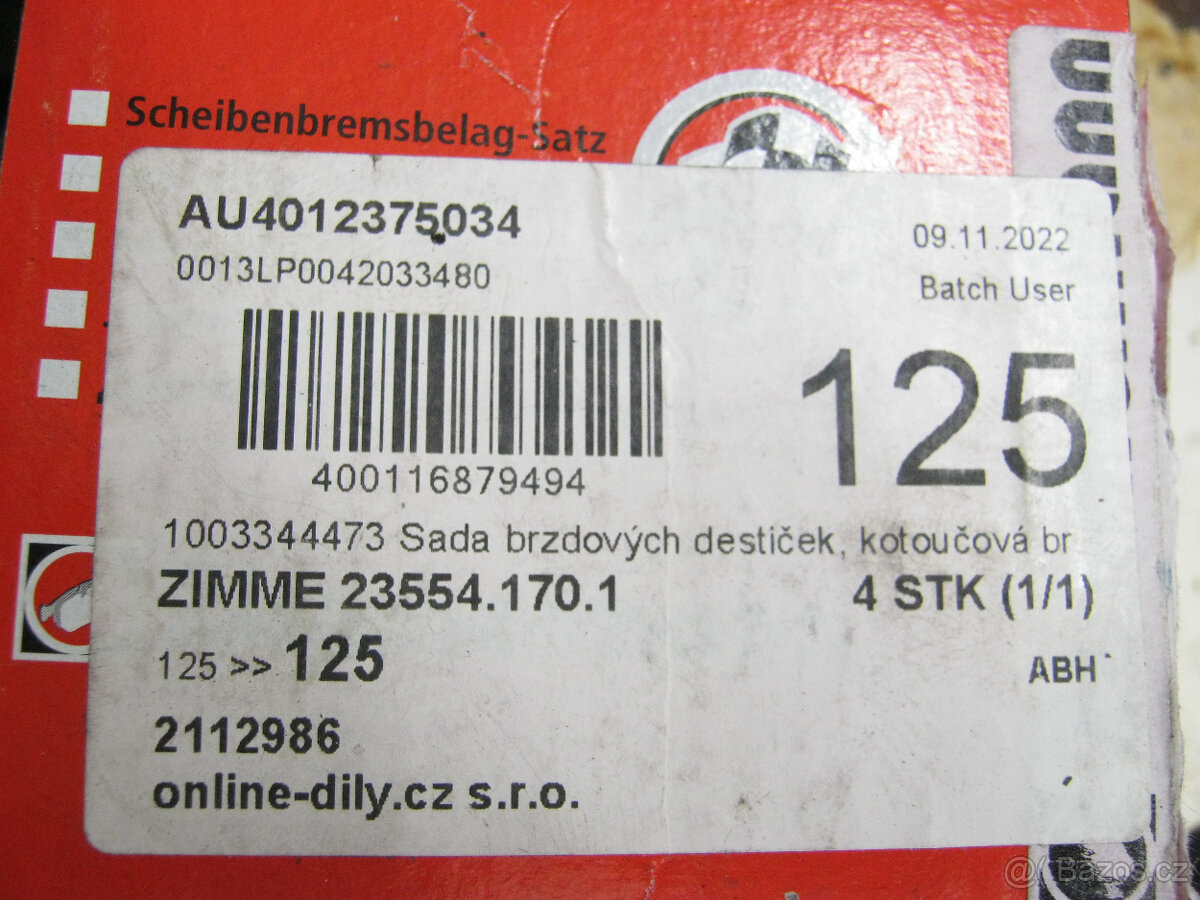 Scheibenbremsbelag-Satz
AU4012375034
09.11.2022
0013LP0042033480
Batch User
125
400116879494
1003344473 Sada brzdových destiček, kotoučová br
ZIMME 23554.170.1 4 STK (1/1)
125 >> 125
ABH
2112986
online-dily.cz s.r.o.
@ Bazoš.cz